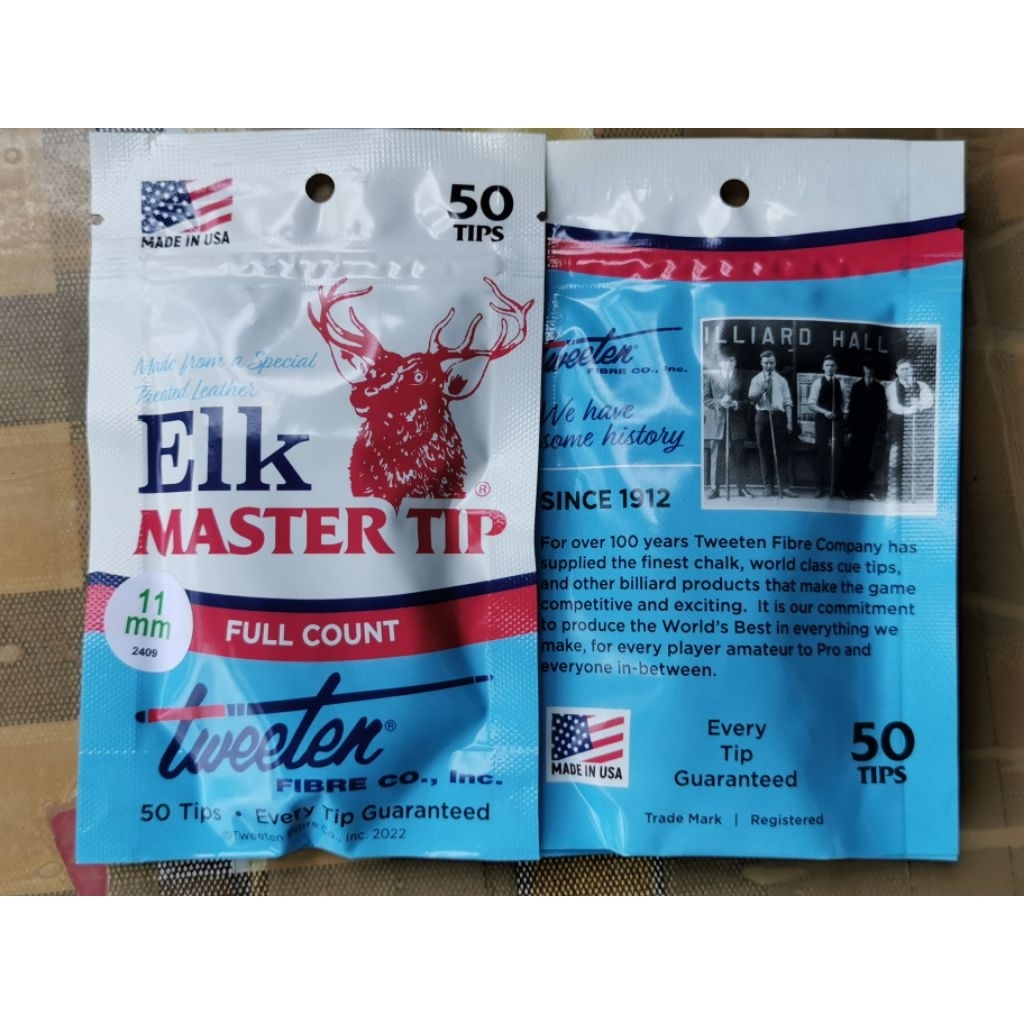 MADE IN USA
50
TIPS
Made from a Special
Treated Leather
Elk
®
MASTER TIP
11
mm
2409
FULL COUNT
tweeten®
FIBRE CO., Inc.
50 Tips • Every Tip Guaranteed
©Tweeten Fibre Co., Inc. 2022
ILLIARD HALL
tweeten®
FIBRE CO., Inc.
We have
some history
SINCE 1912
For over 100 years Tweeten Fibre Company has
supplied the finest chalk, world class cue tips,
and other billiard products that make the game
competitive and exciting. It is our commitment
to produce the World's Best in everything we
make, for every player amateur to Pro and
everyone in-between.
MADE IN USA
Every
Tip
Guaranteed
50
TIPS
Trade Mark | Registered